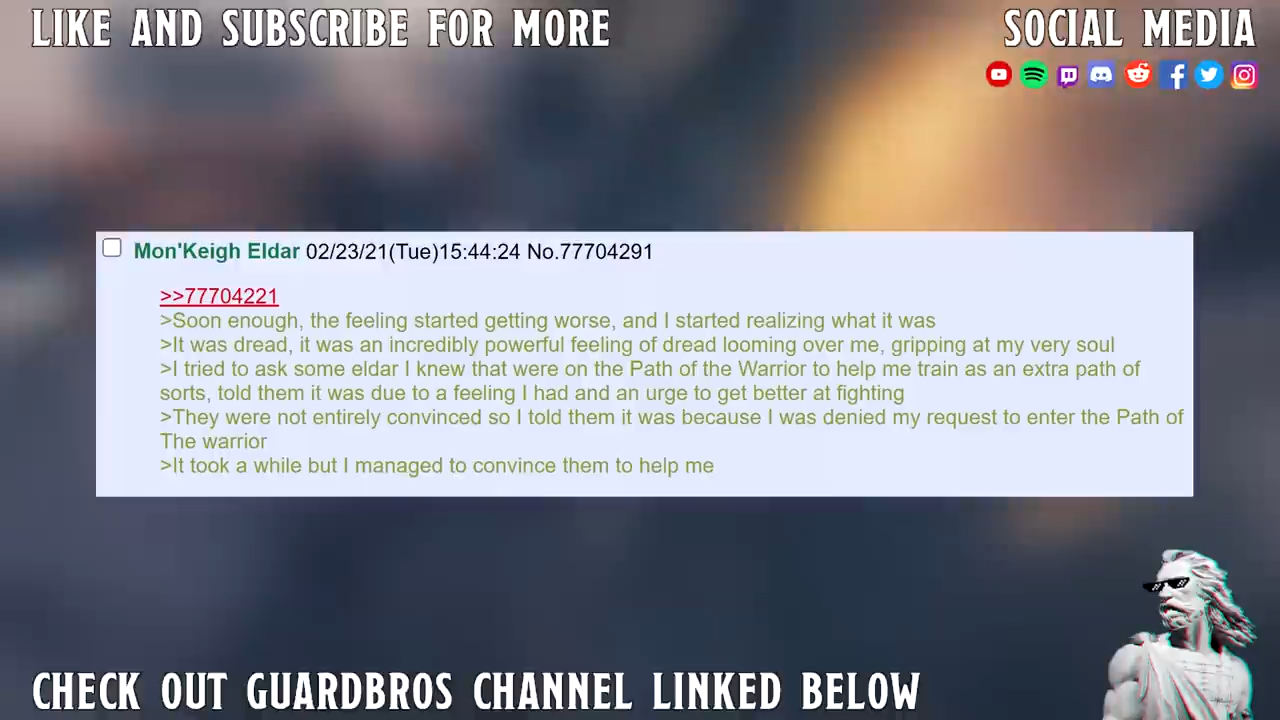 LIKE AND SUBSCRIBE FOR MORE
SOCIAL MEDIA
Mon'Keigh Eldar 02/23/21(Tue)15:44:24 No.77704291
>>77704221
>Soon enough, the feeling started getting worse, and I started realizing what it was
>It was dread, it was an incredibly powerful feeling of dread looming over me, gripping at my very soul
>I tried to ask some eldar I knew that were on the Path of the Warrior to help me train as an extra path of
sorts, told them it was due to a feeling I had and an urge to get better at fighting
>They were not entirely convinced so I told them it was because I was denied my request to enter the Path of
The warrior
>It took a while but I managed to convince them to help me
CHECK OUT GUARDBROS CHANNEL LINKED BELOW